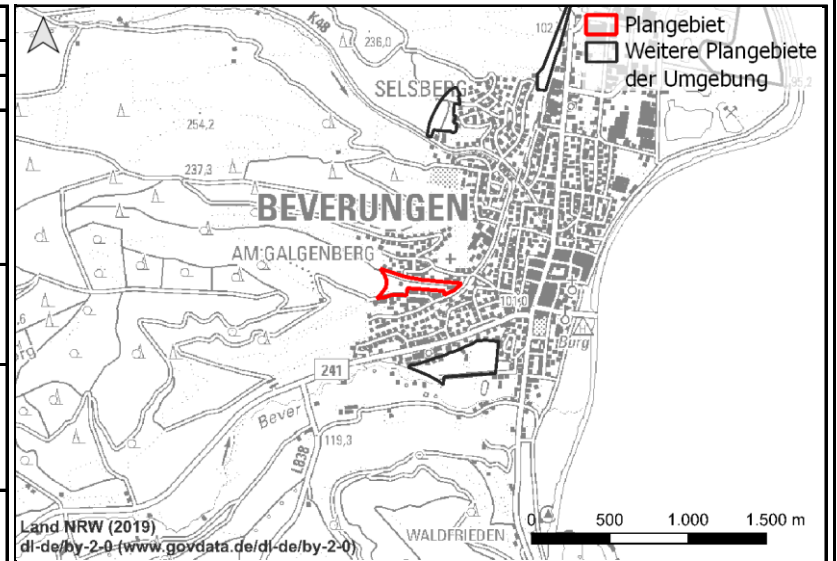 K48
236,0
102
Plangebiet
Weitere Plangebiete
der Umgebung
SELSBERG
95,2
254,2
237,3
BEVERUNGEN
AM GALGENBERG
101,0
Burg
241
Bever
119,3
L838
Land NRW (2019)
dl-de/by-2-0 (www.govdata.de/dl-de/by-2-0)
WALDFRIEDEN
0 500 1.000 1.500 m